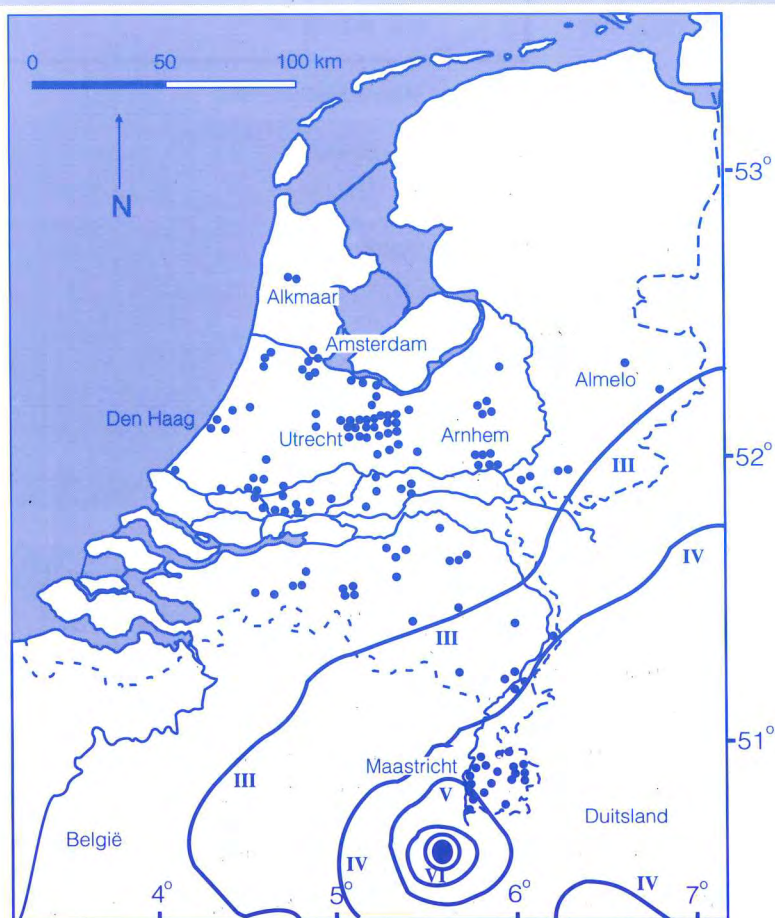 0 50 100 km
N
53°
Alkmaar
Amsterdam
Almelo
Den Haag
Utrecht
Arnhem
52°
III
IV
III
51°
Maastricht
III
V
Duitsland
België
IV
VI
IV
4° 5° 6° 7°